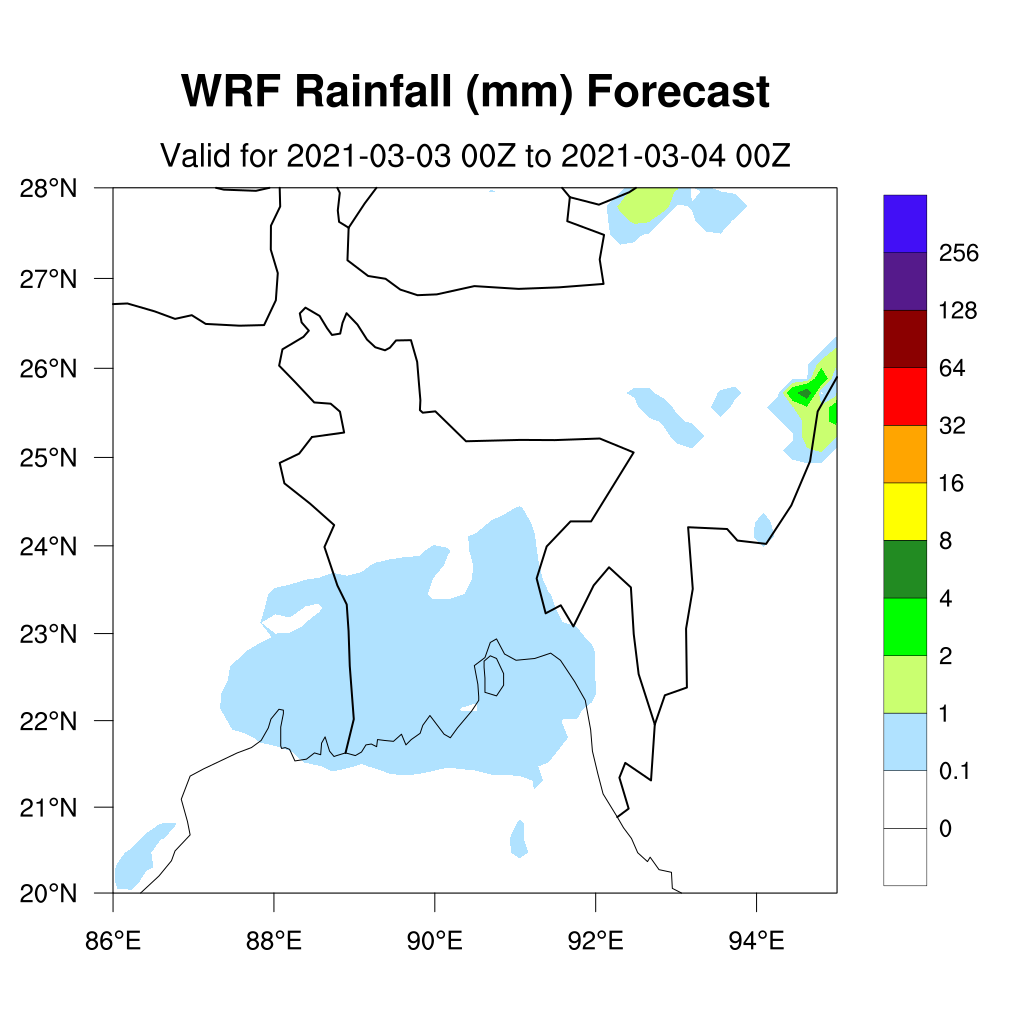 WRF Rainfall (mm) Forecast
Valid for 2021-03-03 00Z to 2021-03-04 00Z
28°N
27°N
26°N
25°N
24°N
23°N
22°N
21°N
20°N
86°E 88°E 90°E 92°E 94°E
256
128
64
32
16
8
4
2
1
0.1
0